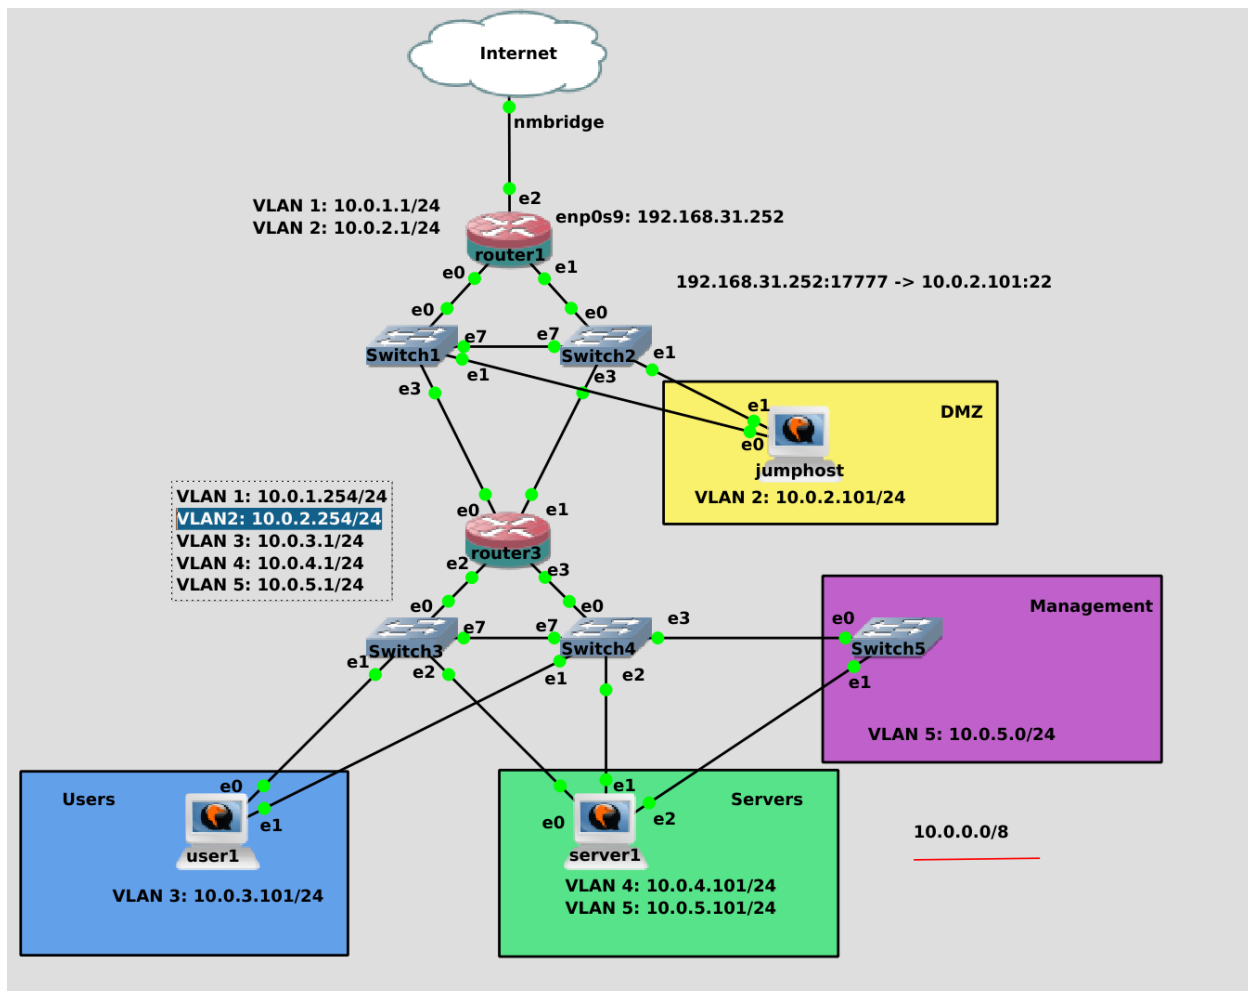 Internet
nmbridge
e2
VLAN 1: 10.0.1.1/24
VLAN 2: 10.0.2.1/24
enp0s9: 192.168.31.252
router1
e0
e1
192.168.31.252:17777 -> 10.0.2.101:22
e0
e0
e7
e7
Switch1
Switch2
e1
e1
e3
e3
DMZ
e1
e0
jumphost
VLAN 2: 10.0.2.101/24
VLAN 1: 10.0.1.254/24
VLAN2: 10.0.2.254/24
VLAN 3: 10.0.3.1/24
VLAN 4: 10.0.4.1/24
VLAN 5: 10.0.5.1/24
e0
e1
router3
e2
e3
e0
e0
e7
e7
Switch3
Switch4
e3
e0
Management
Switch5
e1
e2
e1
e2
e1
VLAN 5: 10.0.5.0/24
Users
e0
e1
user1
VLAN 3: 10.0.3.101/24
e1
Servers
e0
e2
server1
VLAN 4: 10.0.4.101/24
VLAN 5: 10.0.5.101/24
10.0.0.0/8